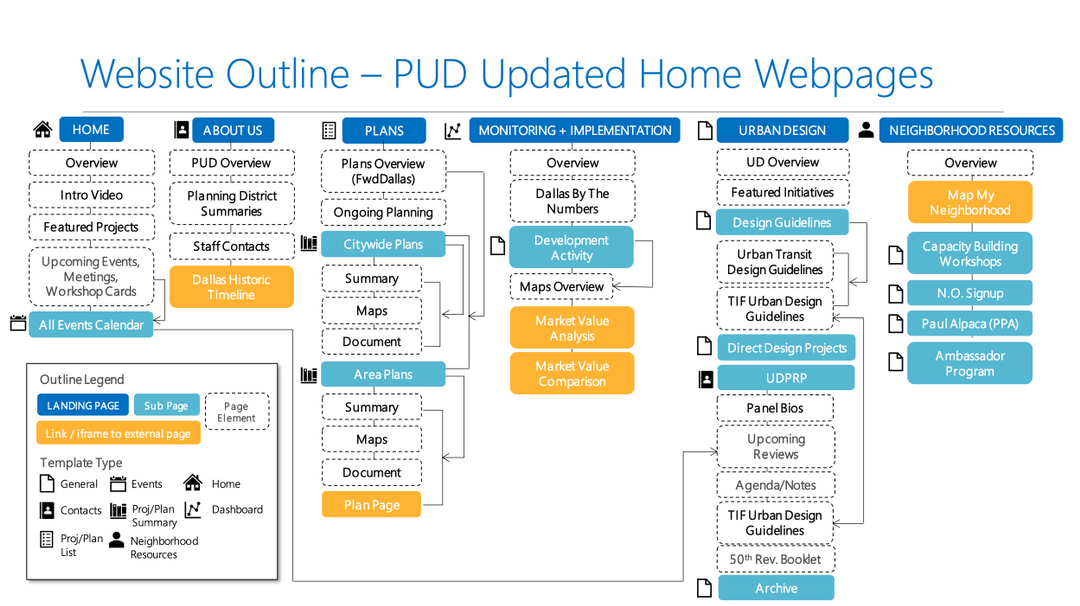 Website Outline – PUD Updated Home Webpages
HOME
Overview
Intro Video
Featured Projects
Upcoming Events,
Meetings,
Workshop Cards
All Events Calendar
ABOUT US
PUD Overview
Planning District
Summaries
Staff Contacts
Dallas Historic
Timeline
PLANS
Plans Overview
(FwdDallas)
Ongoing Planning
Citywide Plans
Summary
Maps
Document
Area Plans
Summary
Maps
Document
Plan Page
MONITORING + IMPLEMENTATION
Overview
Dallas By The
Numbers
Development
Activity
Maps Overview
Market Value
Analysis
Market Value
Comparison
URBAN DESIGN
UD Overview
Featured Initiatives
Design Guidelines
Urban Transit
Design Guidelines
TIF Urban Design
Guidelines
Direct Design Projects
UDPRP
Panel Bios
Upcoming
Reviews
Agenda/Notes
TIF Urban Design
Guidelines
50th Rev. Booklet
Archive
NEIGHBORHOOD RESOURCES
Overview
Map My
Neighborhood
Capacity Building
Workshops
N.O. Signup
Paul Alpaca (PPA)
Ambassador
Program
Outline Legend
LANDING PAGE
Sub Page
Page
Element
Link / iframe to external page
Template Type
General
Events
Home
Contacts
Proj/Plan
Summary
Dashboard
Proj/Plan
List
Neighborhood
Resources